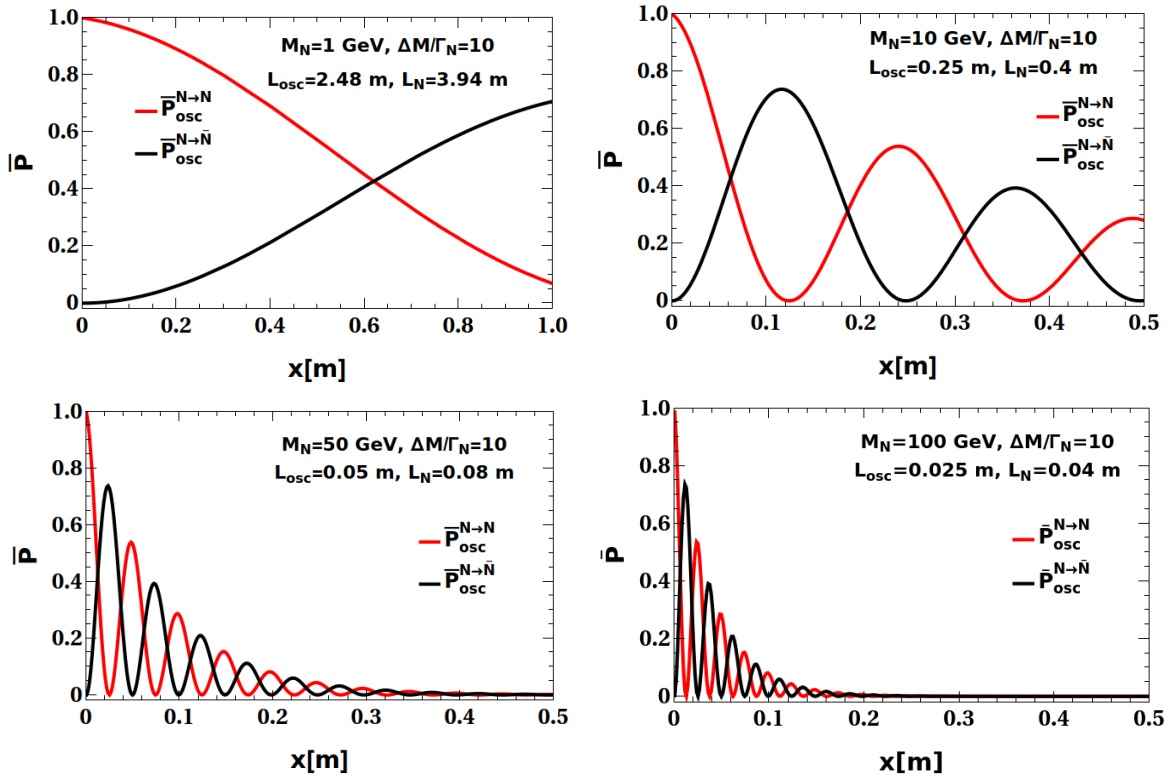 1.0
0.8
0.6
0.4
0.2
0
P̅
M_N=1 GeV, ΔM/Γ_N=10
L_osc=2.48 m, L_N=3.94 m
P̅_osc^N→N
P̅_osc^N→N̄
0 0.2 0.4 0.6 0.8 1.0
x[m]
1.0
0.8
0.6
0.4
0.2
0
P̅
M_N=10 GeV, ΔM/Γ_N=10
L_osc=0.25 m, L_N=0.4 m
P̅_osc^N→N
P̅_osc^N→N̄
0 0.1 0.2 0.3 0.4 0.5
x[m]
1.0
0.8
0.6
0.4
0.2
0
P̅
M_N=50 GeV, ΔM/Γ_N=10
L_osc=0.05 m, L_N=0.08 m
P̅_osc^N→N
P̅_osc^N→N̄
0 0.1 0.2 0.3 0.4 0.5
x[m]
1.0
0.8
0.6
0.4
0.2
0
P̄
M_N=100 GeV, ΔM/Γ_N=10
L_osc=0.025 m, L_N=0.04 m
P̄_osc^N→N
P̄_osc^N→N̄
0 0.1 0.2 0.3 0.4 0.5
x[m]